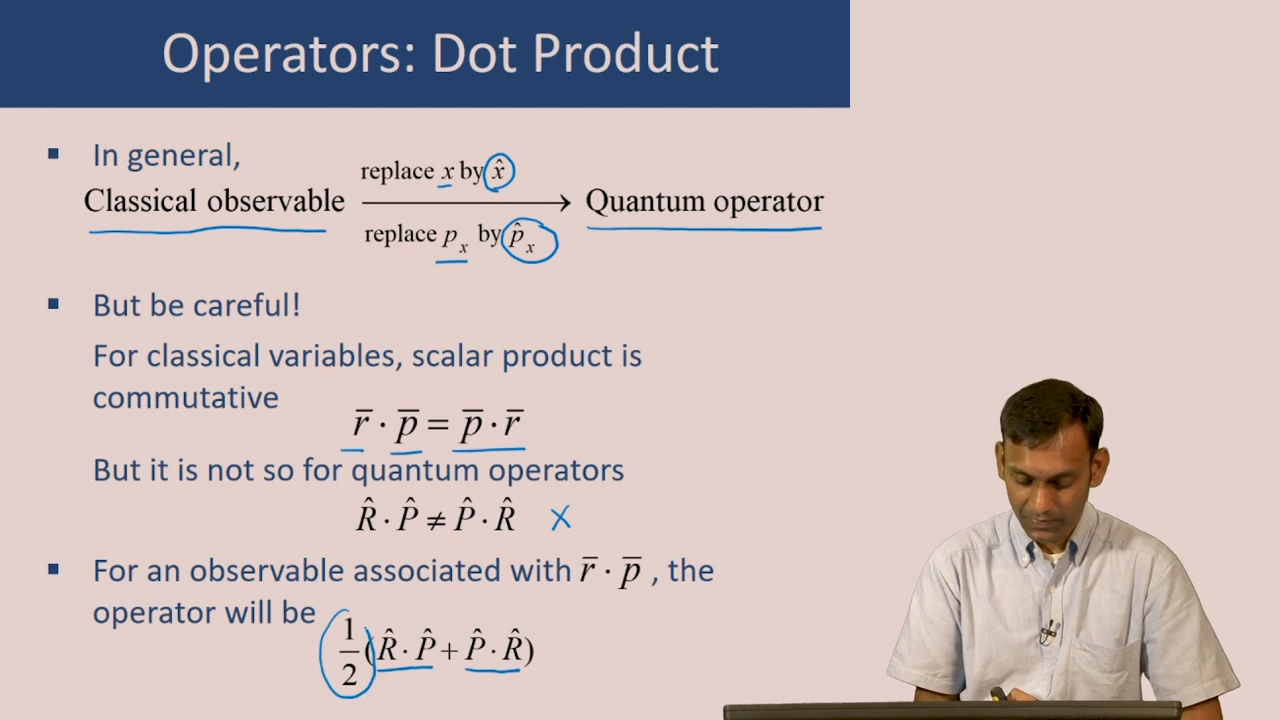 Operators: Dot Product
▪ In general,
replace x by x̂
Classical observable ⟶ Quantum operator
replace pₓ by p̂ₓ
▪ But be careful!
For classical variables, scalar product is
commutative
r̅ · p̅ = p̅ · r̅
But it is not so for quantum operators
R̂ · P̂ ≠ P̂ · R̂ ×
▪ For an observable associated with r̅ · p̅ , the
operator will be
1/2 (R̂ · P̂ + P̂ · R̂)